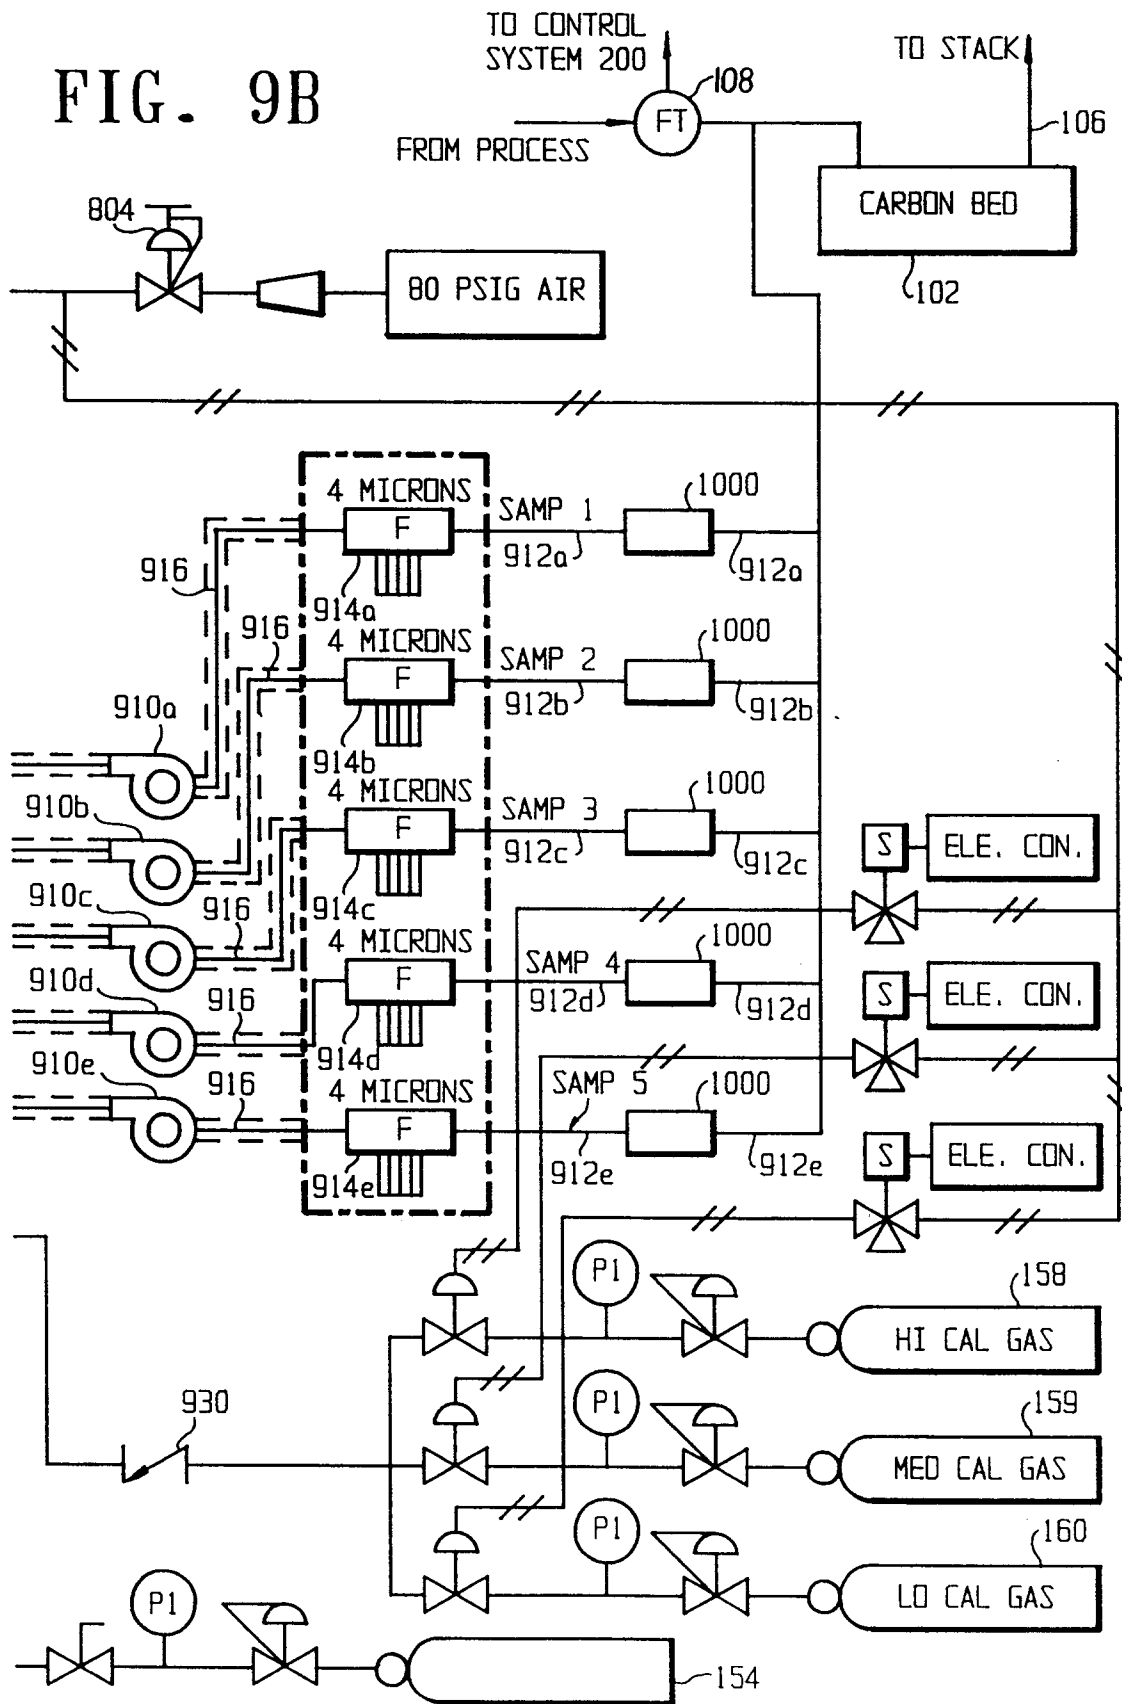 FIG. 9B
TO CONTROL
SYSTEM 200
108
FT
FROM PROCESS
TO STACK
106
CARBON BED
102
804
80 PSIG AIR
4 MICRONS
F
914a
SAMP 1
912a
1000
912a
916
4 MICRONS
F
914b
SAMP 2
912b
1000
912b
916
910a
4 MICRONS
F
914c
SAMP 3
912c
1000
912c
910b
S
ELE. CON.
916
910c
4 MICRONS
F
914d
SAMP 4
912d
1000
912d
916
910d
S
ELE. CON.
910e
916
4 MICRONS
F
914e
SAMP 5
912e
1000
912e
S
ELE. CON.
P1
158
HI CAL GAS
930
P1
159
MED CAL GAS
P1
160
LO CAL GAS
P1
154